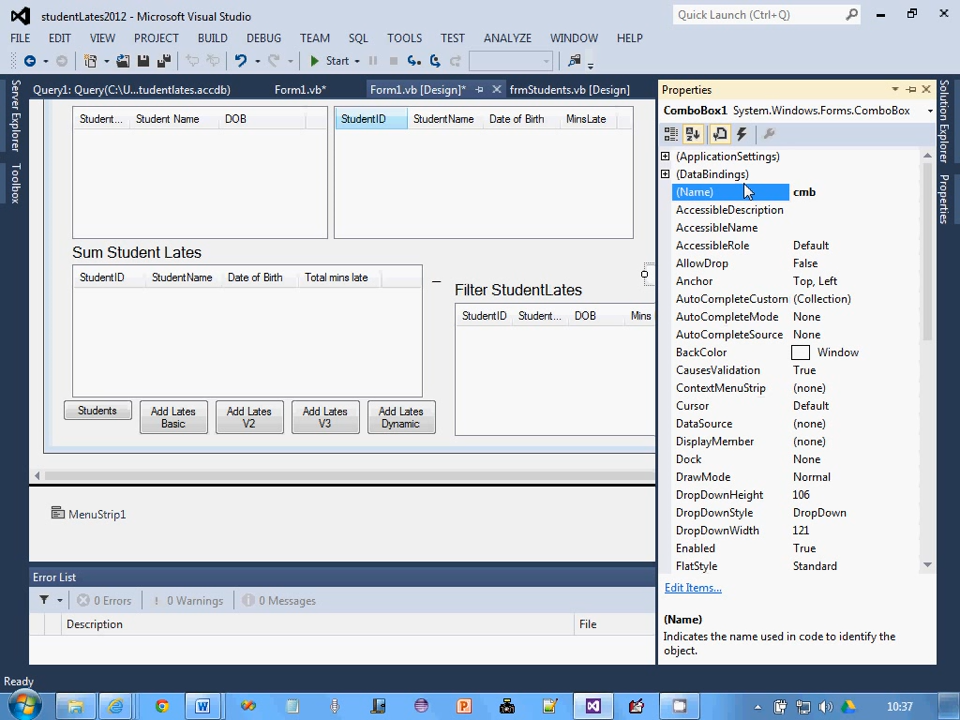 studentLates2012 - Microsoft Visual Studio
Quick Launch (Ctrl+Q)
FILE EDIT VIEW PROJECT BUILD DEBUG TEAM SQL TOOLS TEST ANALYZE WINDOW HELP
Start
Query1: Query(C:\U...tudentlates.accdb) Form1.vb* Form1.vb [Design]* frmStudents.vb [Design]
Server Explorer
Toolbox
Student... Student Name DOB
StudentID StudentName Date of Birth MinsLate
Sum Student Lates
StudentID StudentName Date of Birth Total mins late
Filter StudentLates
StudentID Student... DOB Mins
Students
Add Lates Basic
Add Lates V2
Add Lates V3
Add Lates Dynamic
MenuStrip1
Error List
0 Errors 0 Warnings 0 Messages
Description File
Properties
ComboBox1 System.Windows.Forms.ComboBox
(ApplicationSettings)
(DataBindings)
(Name) cmb
AccessibleDescription
AccessibleName
AccessibleRole Default
AllowDrop False
Anchor Top, Left
AutoCompleteCustom (Collection)
AutoCompleteMode None
AutoCompleteSource None
BackColor Window
CausesValidation True
ContextMenuStrip (none)
Cursor Default
DataSource (none)
DisplayMember (none)
Dock None
DrawMode Normal
DropDownHeight 106
DropDownStyle DropDown
DropDownWidth 121
Enabled True
FlatStyle Standard
Edit Items...
(Name)
Indicates the name used in code to identify the
object.
Solution Explorer
Properties
Ready
10:37